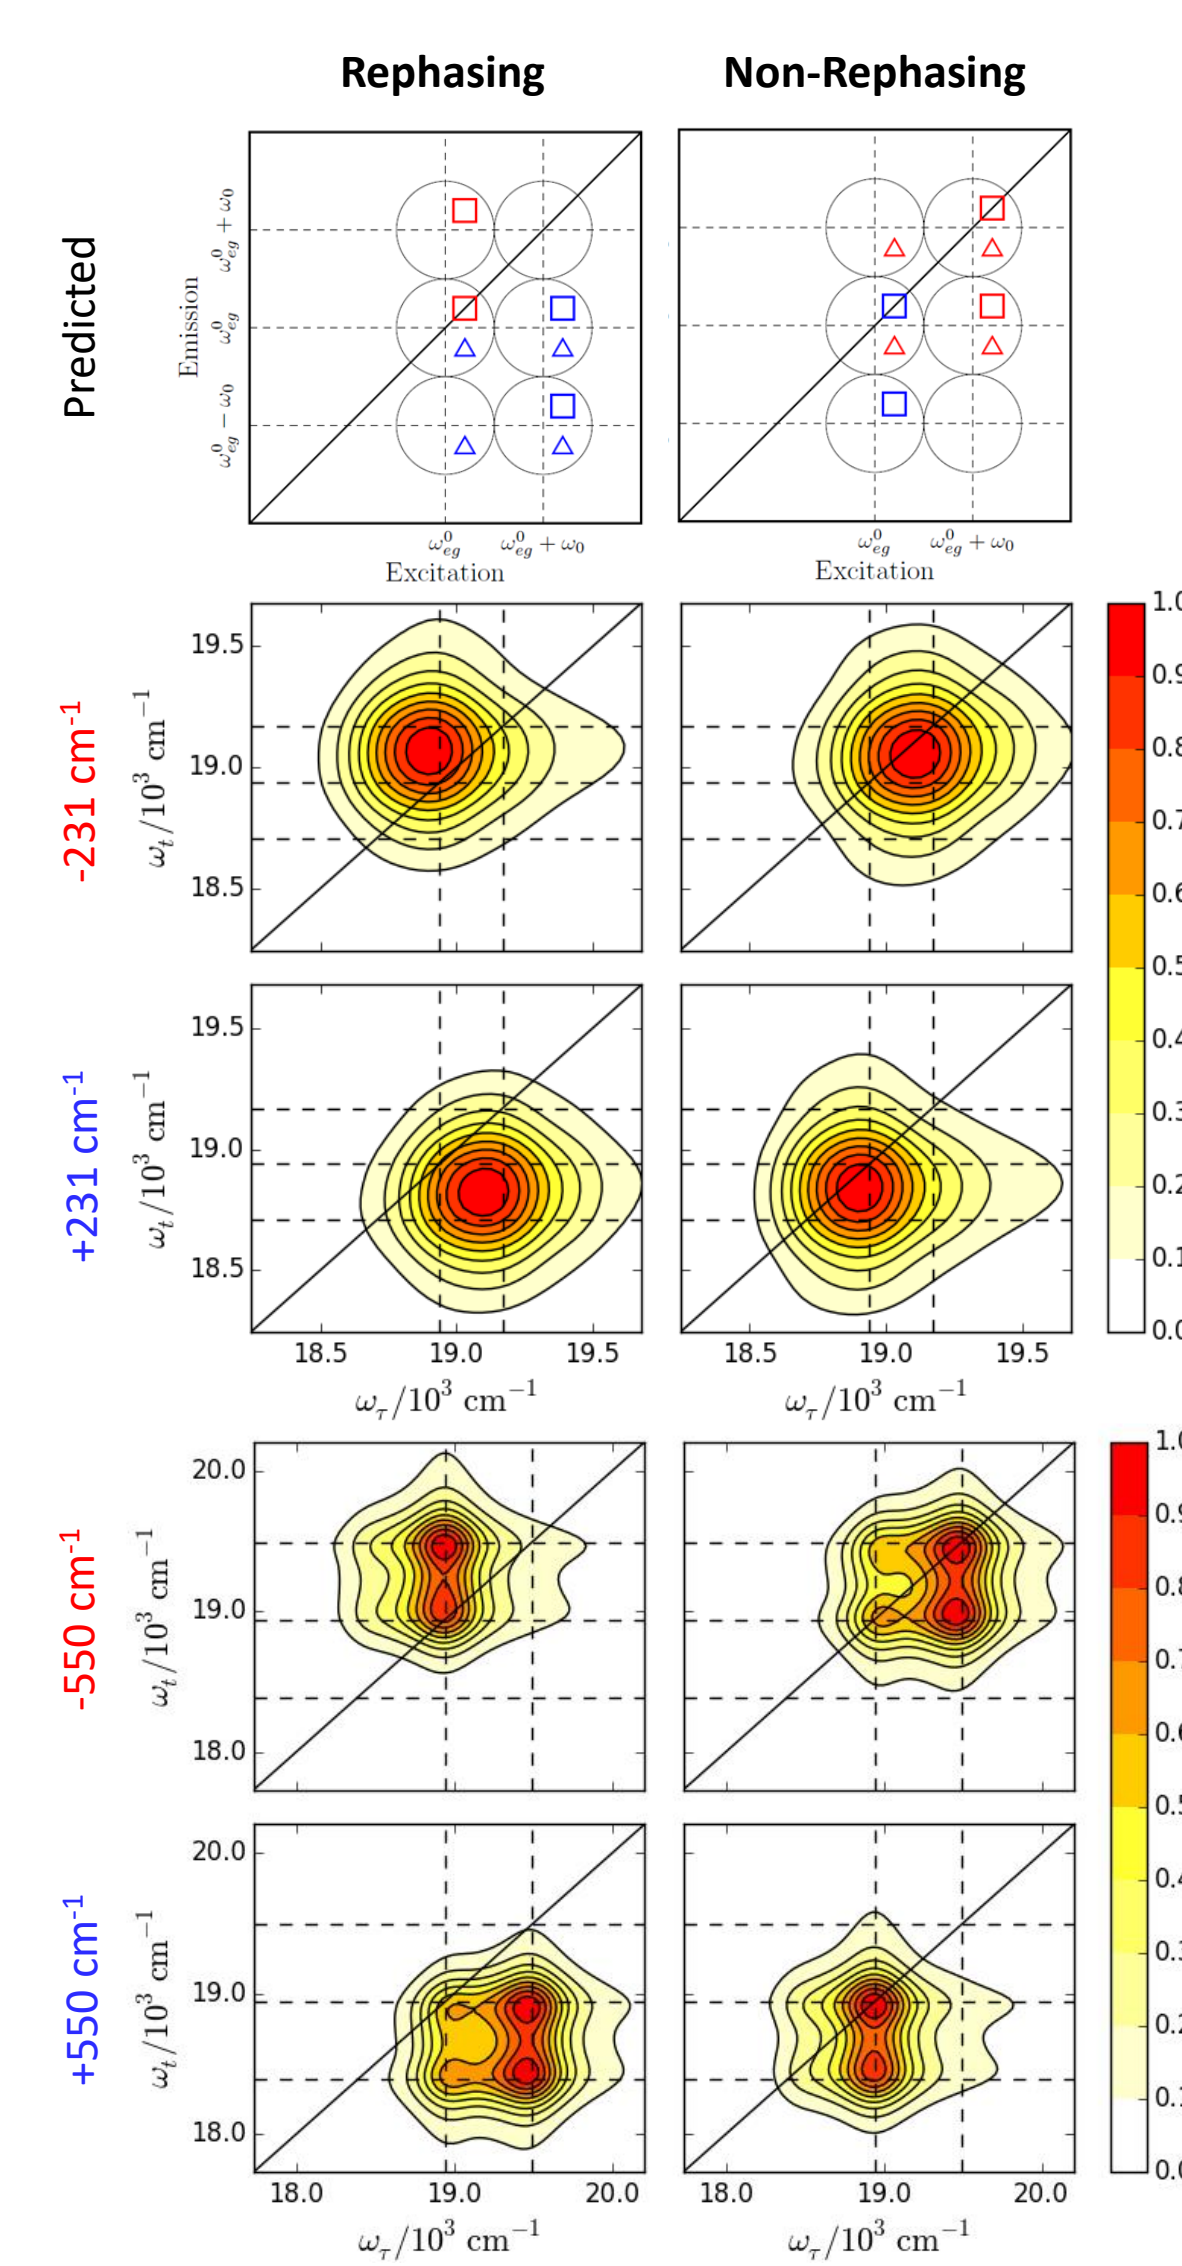 Rephasing Non-Rephasing
Predicted
Emission
ω⁰eg + ω₀
ω⁰eg
ω⁰eg − ω₀
ω⁰eg ω⁰eg + ω₀
Excitation
ω⁰eg ω⁰eg + ω₀
Excitation
-231 cm⁻¹
ωt/10³ cm⁻¹
19.5
19.0
18.5
+231 cm⁻¹
ωt/10³ cm⁻¹
19.5
19.0
18.5
18.5 19.0 19.5
ωτ/10³ cm⁻¹
18.5 19.0 19.5
ωτ/10³ cm⁻¹
1.0
0.9
0.8
0.7
0.6
0.5
0.4
0.3
0.2
0.1
0.0
-550 cm⁻¹
ωt/10³ cm⁻¹
20.0
19.0
18.0
+550 cm⁻¹
ωt/10³ cm⁻¹
20.0
19.0
18.0
18.0 19.0 20.0
ωτ/10³ cm⁻¹
18.0 19.0 20.0
ωτ/10³ cm⁻¹
1.0
0.9
0.8
0.7
0.6
0.5
0.4
0.3
0.2
0.1
0.0